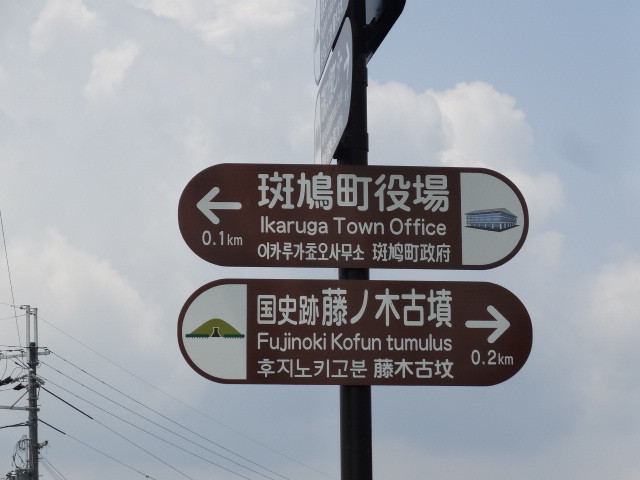 斑鳩町役場
0.1km
Ikaruga Town Office
이카루가쵸오사무소 斑鳩町政府
国史跡藤ノ木古墳
Fujinoki Kofun tumulus
0.2km
후지노키고분 藤木古坟